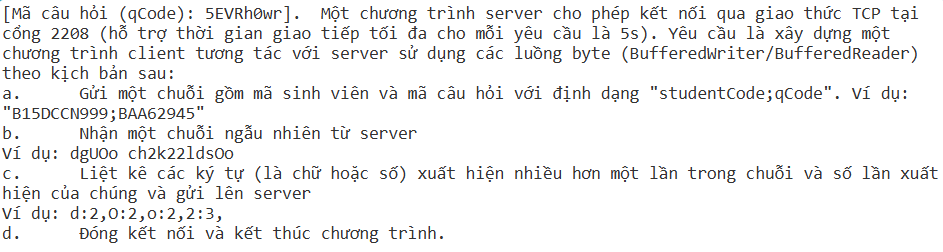 [Mã câu hỏi (qCode): 5EVRh0wr].  Một chương trình server cho phép kết nối qua giao thức TCP tại
cổng 2208 (hỗ trợ thời gian giao tiếp tối đa cho mỗi yêu cầu là 5s). Yêu cầu là xây dựng một
chương trình client tương tác với server sử dụng các luồng byte (BufferedWriter/BufferedReader)
theo kịch bản sau:
a.	Gửi một chuỗi gồm mã sinh viên và mã câu hỏi với định dạng "studentCode;qCode". Ví dụ:
"B15DCCN999;BAA62945"
b.	Nhận một chuỗi ngẫu nhiên từ server
Ví dụ: dgUOo ch2k22ldsOo
c.	Liệt kê các ký tự (là chữ hoặc số) xuất hiện nhiều hơn một lần trong chuỗi và số lần xuất
hiện của chúng và gửi lên server
Ví dụ: d:2,O:2,o:2,2:3,
d.	Đóng kết nối và kết thúc chương trình.